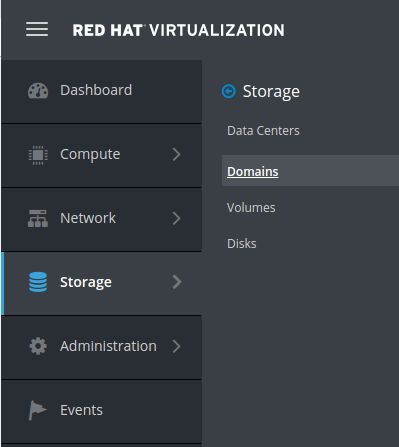 RED HAT VIRTUALIZATION
Dashboard
Compute
Network
Storage
Administration
Events
Storage
Data Centers
Domains
Volumes
Disks